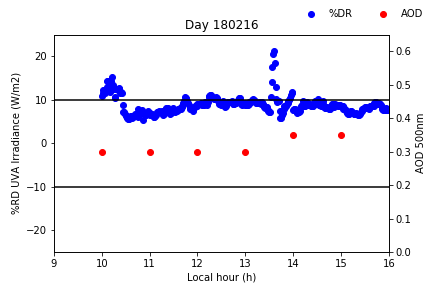 %DR AOD
Day 180216
%RD UVA Irradiance (W/m2)
20
10
0
−10
−20
0.6
0.5
0.4
0.3
0.2
0.1
0.0
AOD 500nm
9 10 11 12 13 14 15 16
Local hour (h)